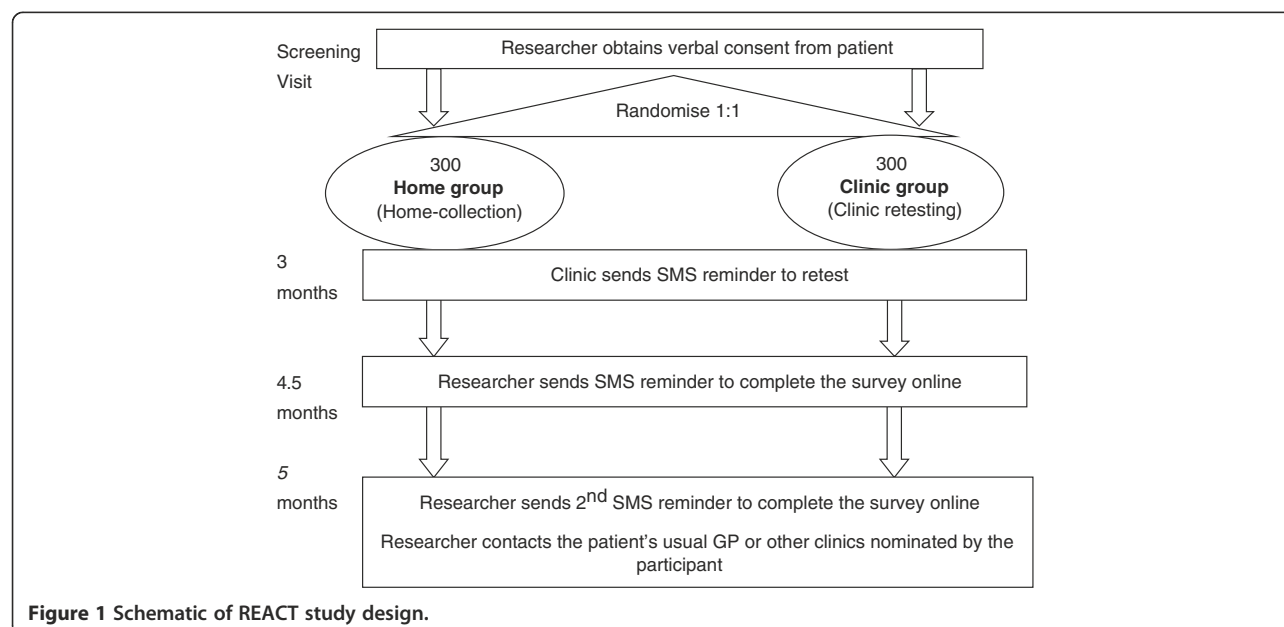 Screening
Visit
Researcher obtains verbal consent from patient
Randomise 1:1
300
Home group
(Home-collection)
300
Clinic group
(Clinic retesting)
3
months
Clinic sends SMS reminder to retest
4.5
months
Researcher sends SMS reminder to complete the survey online
5
months
Researcher sends 2nd SMS reminder to complete the survey online
Researcher contacts the patient's usual GP or other clinics nominated by the
participant
Figure 1 Schematic of REACT study design.